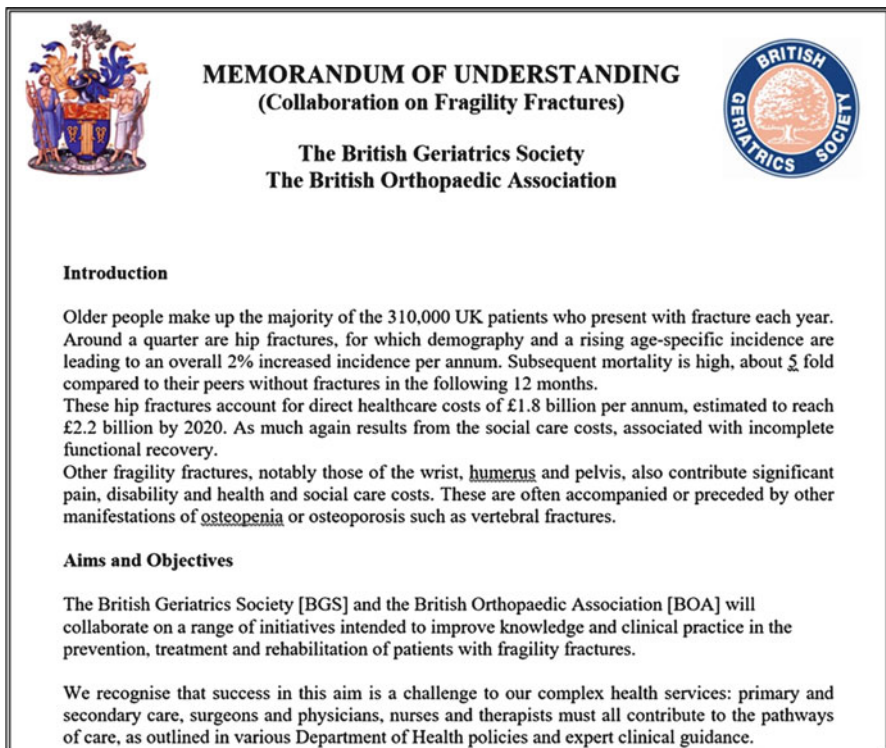 MEMORANDUM OF UNDERSTANDING
(Collaboration on Fragility Fractures)
The British Geriatrics Society
The British Orthopaedic Association
BRITISH
GERIATRICS SOCIETY
Introduction
Older people make up the majority of the 310,000 UK patients who present with fracture each year.
Around a quarter are hip fractures, for which demography and a rising age-specific incidence are
leading to an overall 2% increased incidence per annum. Subsequent mortality is high, about 5 fold
compared to their peers without fractures in the following 12 months.
These hip fractures account for direct healthcare costs of £1.8 billion per annum, estimated to reach
£2.2 billion by 2020. As much again results from the social care costs, associated with incomplete
functional recovery.
Other fragility fractures, notably those of the wrist, humerus and pelvis, also contribute significant
pain, disability and health and social care costs. These are often accompanied or preceded by other
manifestations of osteopenia or osteoporosis such as vertebral fractures.
Aims and Objectives
The British Geriatrics Society [BGS] and the British Orthopaedic Association [BOA] will
collaborate on a range of initiatives intended to improve knowledge and clinical practice in the
prevention, treatment and rehabilitation of patients with fragility fractures.
We recognise that success in this aim is a challenge to our complex health services: primary and
secondary care, surgeons and physicians, nurses and therapists must all contribute to the pathways
of care, as outlined in various Department of Health policies and expert clinical guidance.